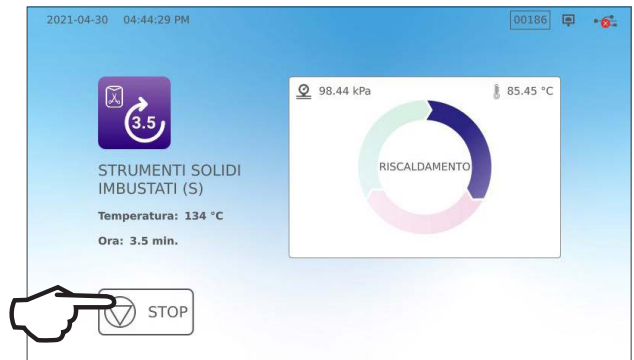 2021-04-30 04:44:29 PM
00186
98.44 kPa
85.45 °C
3.5
RISCALDAMENTO
STRUMENTI SOLIDI
IMBUSTATI (S)
Temperatura: 134 °C
Ora: 3.5 min.
STOP